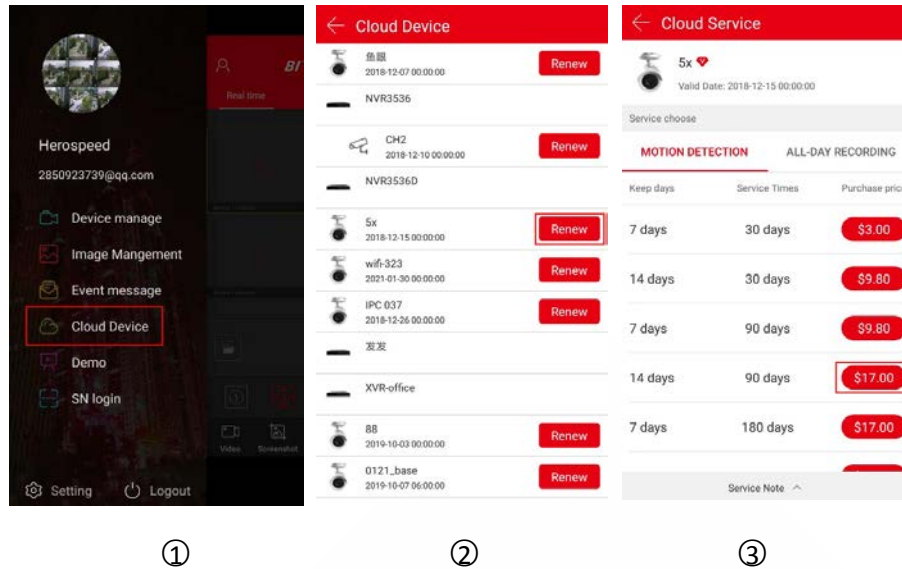 Herospeed
2850923739@qq.com
Device manage
Image Mangement
Event message
Cloud Device
Demo
SN login
Setting
Logout
BI
Real time
Video
Screenshot
①
Cloud Device
鱼眼
2018-12-07 00:00:00
Renew
NVR3536
CH2
2018-12-10 00:00:00
Renew
NVR3536D
5x
2018-12-15 00:00:00
Renew
wifi-323
2021-01-30 00:00:00
Renew
IPC 037
2018-12-26 00:00:00
Renew
发发
XVR-office
88
2019-10-03 00:00:00
Renew
0121_base
2019-10-07 06:00:00
Renew
②
Cloud Service
5x
Valid Date: 2018-12-15 00:00:00
Service choose
MOTION DETECTION ALL-DAY RECORDING
Keep days Service Times Purchase price
7 days 30 days $3.00
14 days 30 days $9.80
7 days 90 days $9.80
14 days 90 days $17.00
7 days 180 days $17.00
Service Note
③